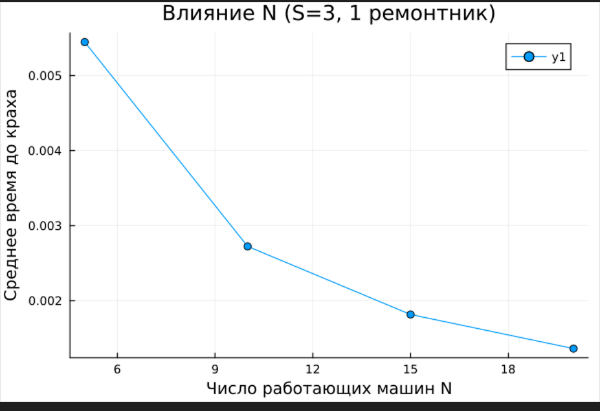 Влияние N (S=3, 1 ремонтник)
y1
Среднее время до краха
0.005
0.004
0.003
0.002
6 9 12 15 18
Число работающих машин N